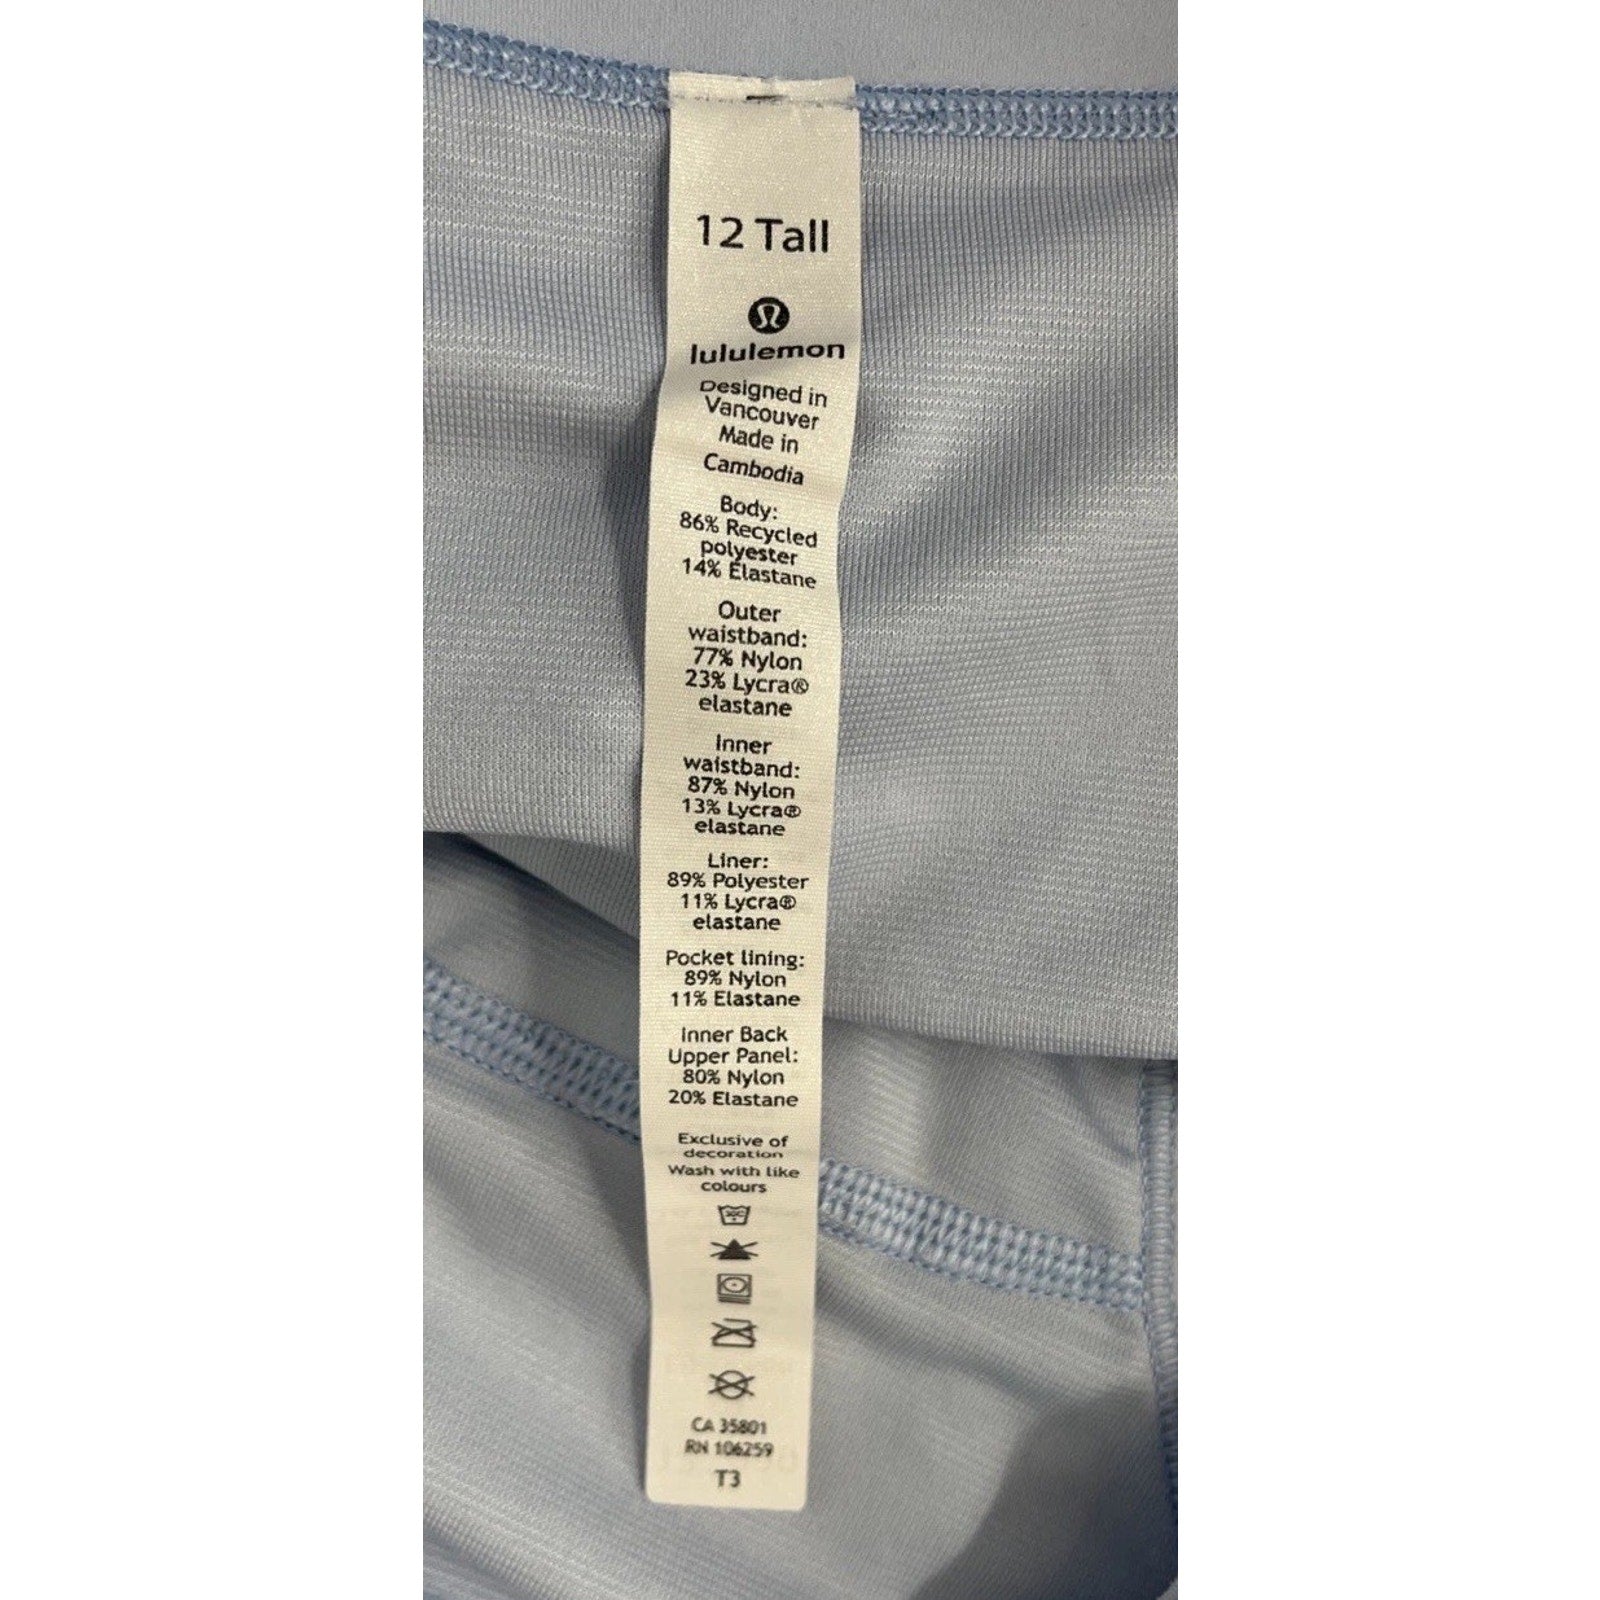 12 Tall
lululemon
Designed in
Vancouver
Made in
Cambodia
Body:
86% Recycled
polyester
14% Elastane
Outer
waistband:
77% Nylon
23% Lycra®
elastane
Inner
waistband:
87% Nylon
13% Lycra®
elastane
Liner:
89% Polyester
11% Lycra®
elastane
Pocket lining:
89% Nylon
11% Elastane
Inner Back
Upper Panel:
80% Nylon
20% Elastane
Exclusive of
decoration
Wash with like
colours
CA 35801
RN 106259
T3